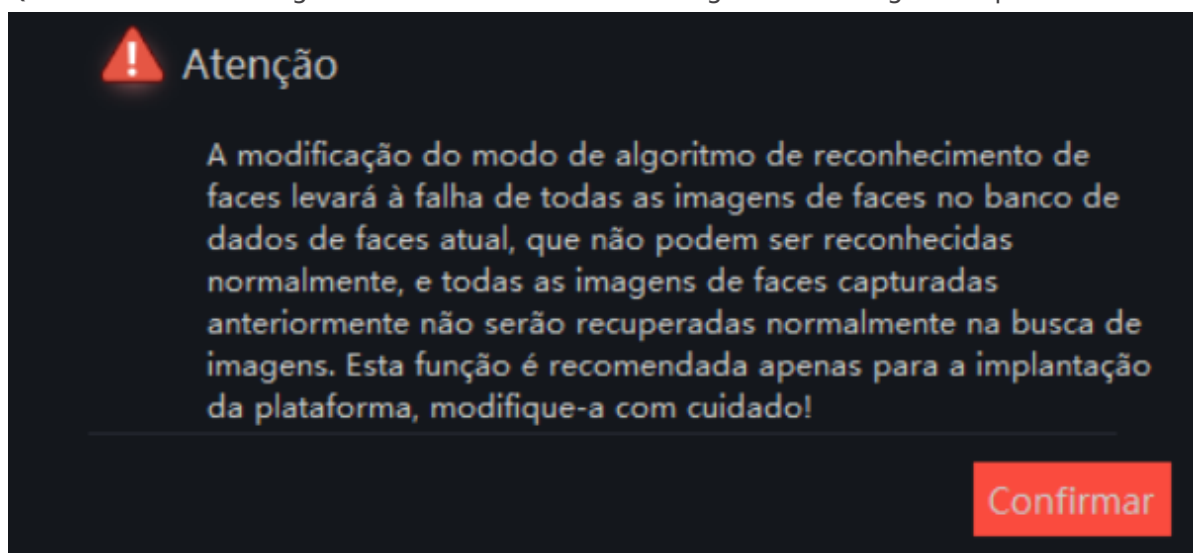 Atenção
A modificação do modo de algoritmo de reconhecimento de
faces levará à falha de todas as imagens de faces no banco de
dados de faces atual, que não podem ser reconhecidas
normalmente, e todas as imagens de faces capturadas
anteriormente não serão recuperadas normalmente na busca de
imagens. Esta função é recomendada apenas para a implantação
da plataforma, modifique-a com cuidado!
Confirmar